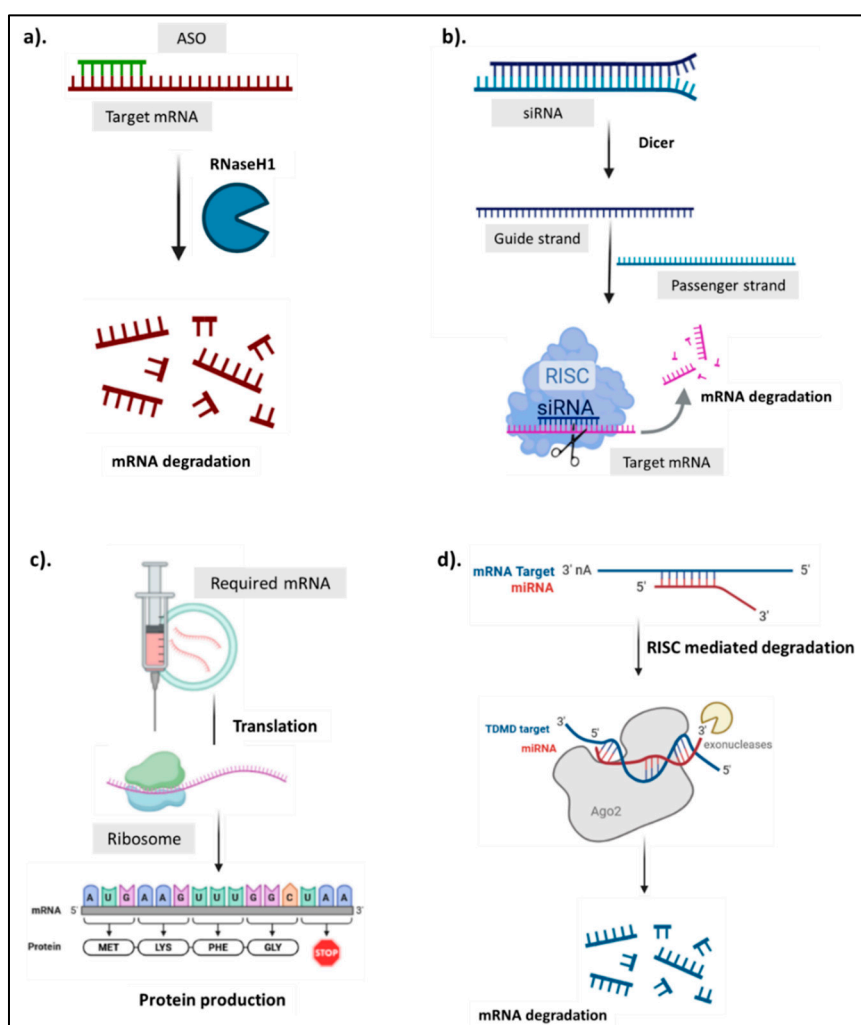 a).
ASO
Target mRNA
RNaseH1
mRNA degradation
b).
siRNA
Dicer
Guide strand
Passenger strand
RISC
siRNA
mRNA degradation
Target mRNA
c).
Required mRNA
Translation
Ribosome
A U G A A G U U U G G C U A A
mRNA 5' 3'
Protein MET LYS PHE GLY STOP
Protein production
d).
mRNA Target 3' nA 5'
miRNA 5'
3'
RISC mediated degradation
TDMD target 3' 5' 3'
miRNA exonucleases
5'
Ago2
mRNA degradation